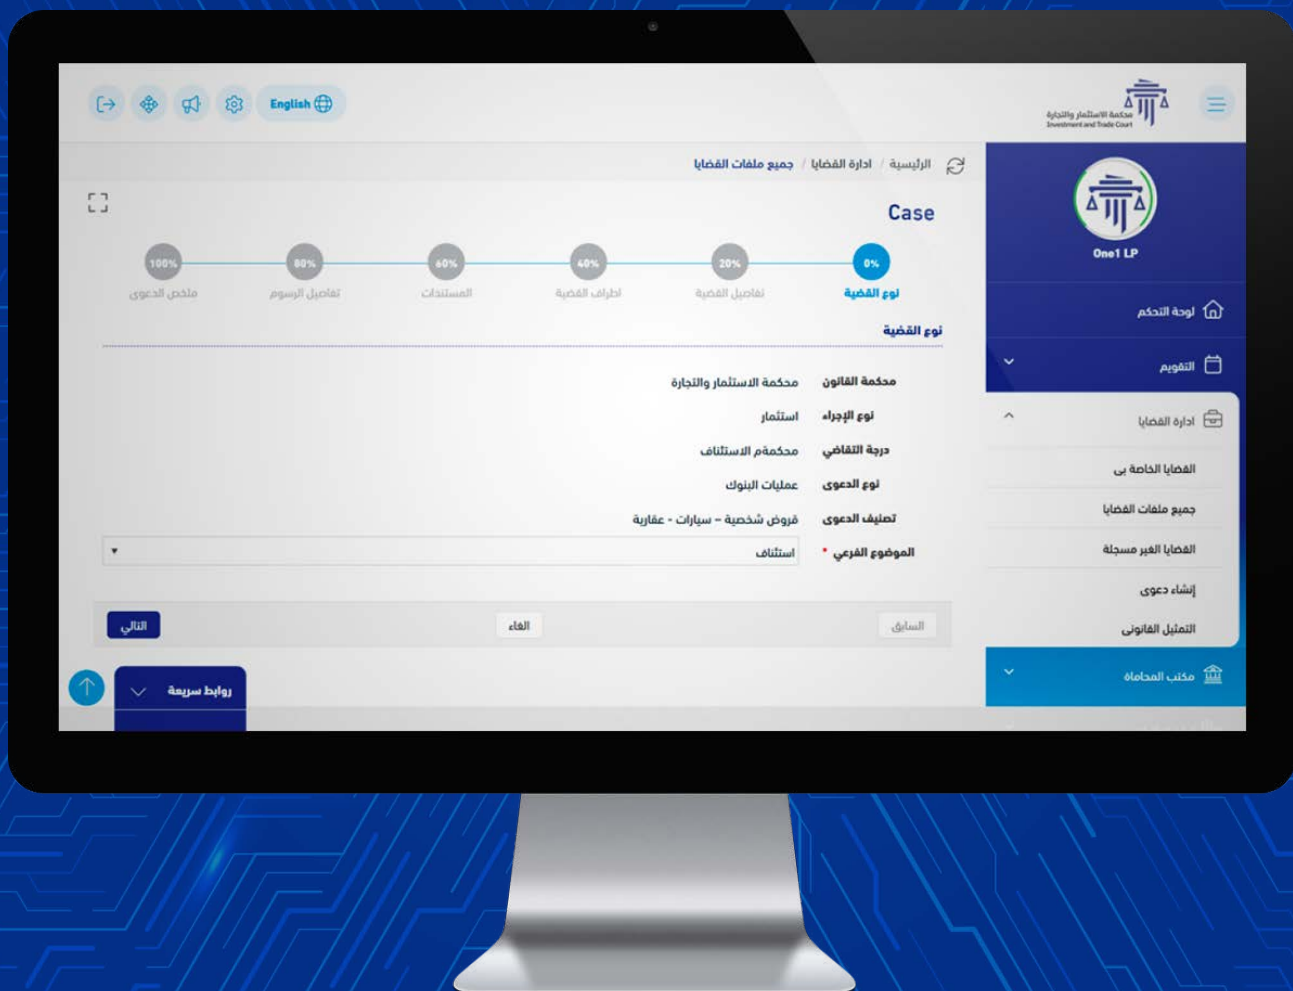 English
محكمة الاستثمار والتجارة
Investment and Trade Court
One1 LP
لوحة التحكم
التقويم
ادارة القضايا
القضايا الخاصة بى
جميع ملفات القضايا
القضايا الغير مسجلة
إنشاء دعوى
التمثيل القانونى
مكتب المحاماة
الرئيسية / ادارة القضايا / جميع ملفات القضايا
Case
0% 20% 40% 60% 80% 100%
نوع القضية تفاصيل القضية اطراف القضية المستندات تفاصيل الرسوم ملخص الدعوى
نوع القضية
محكمة القانون محكمة الاستثمار والتجارة
نوع الإجراء استثمار
درجة التقاضي محكمةم الاستئناف
نوع الدعوى عمليات البنوك
تصنيف الدعوى قروض شخصية – سيارات - عقارية
الموضوع الفرعي * استئناف
السابق الغاء التالي
روابط سريعة